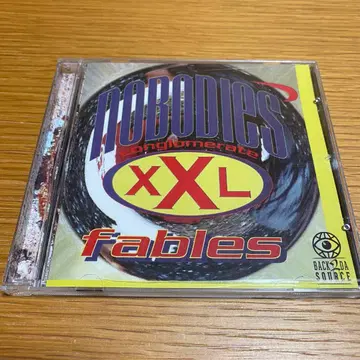 NOBODIES
conglomerate
XXL
fables
BACK 2 DA
SOURCE